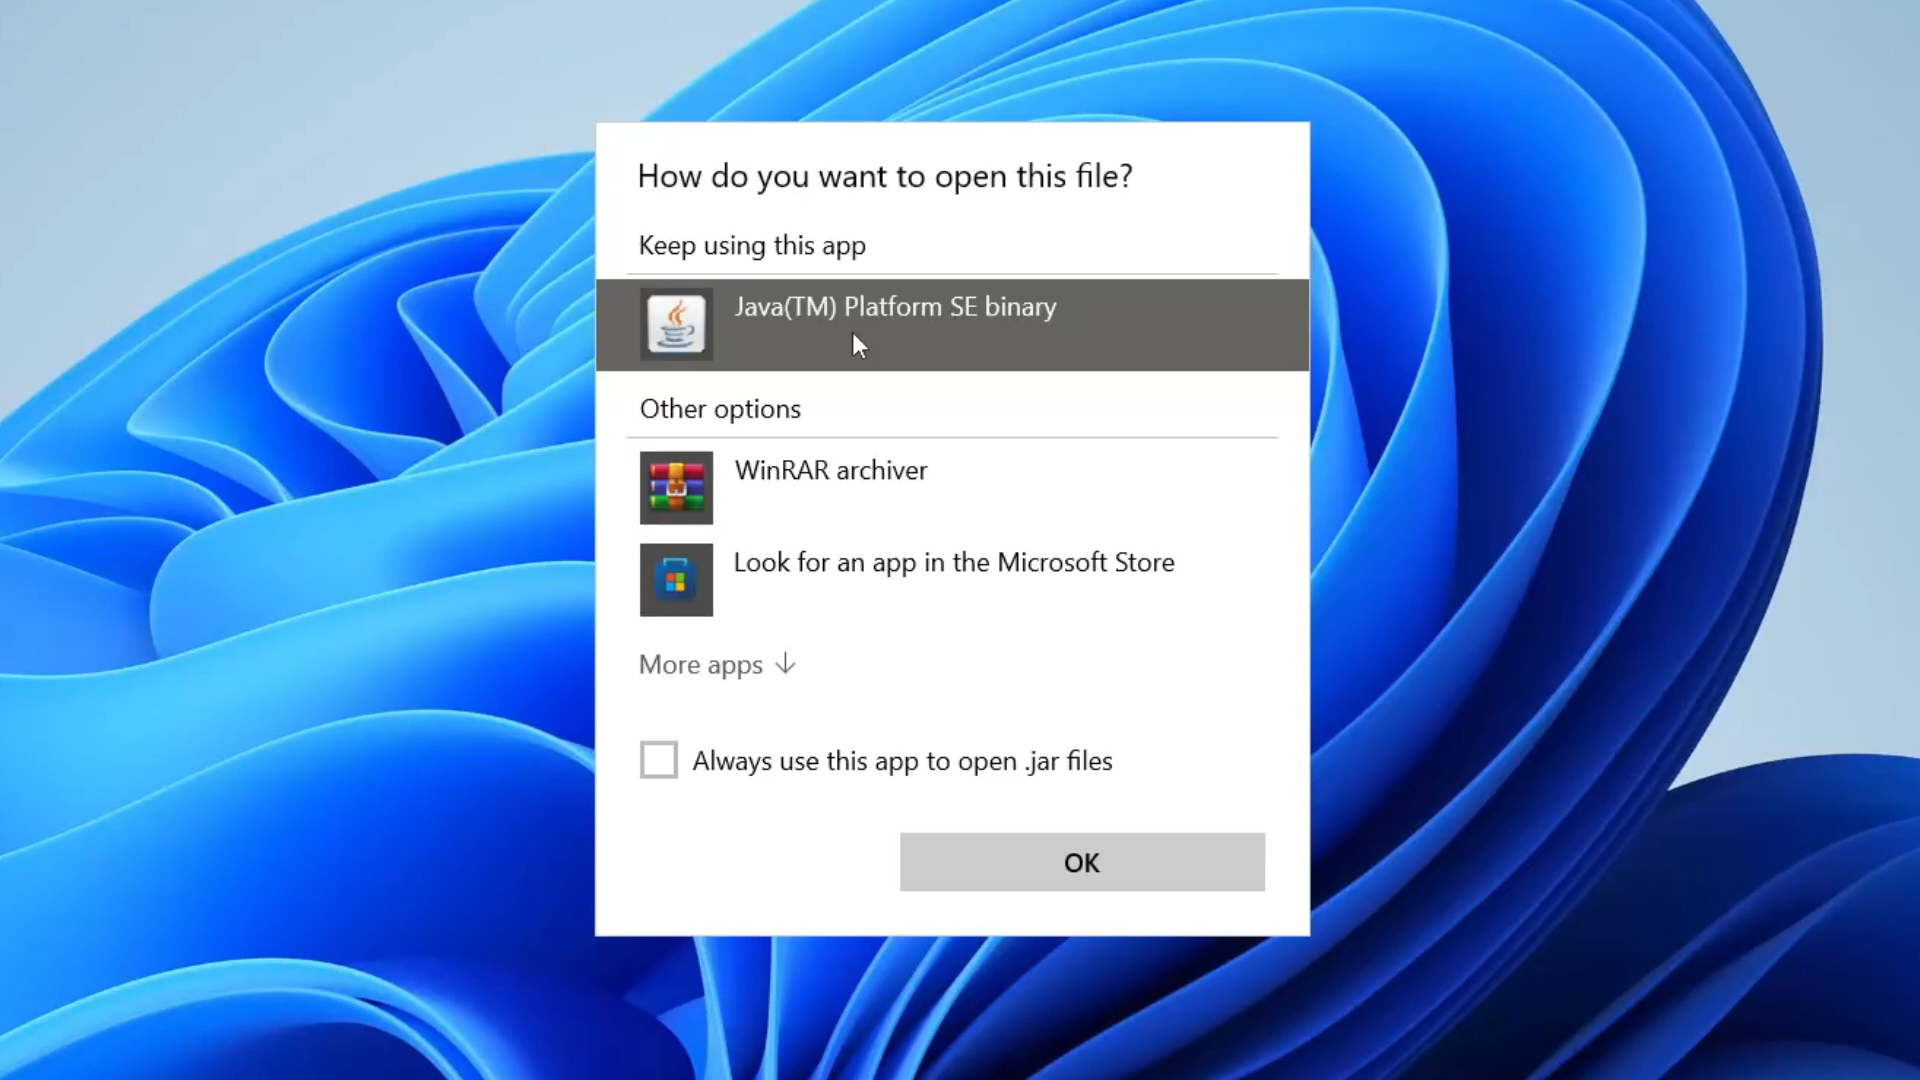 How do you want to open this file?
Keep using this app
Java(TM) Platform SE binary
Other options
WinRAR archiver
Look for an app in the Microsoft Store
More apps ↓
Always use this app to open .jar files
OK